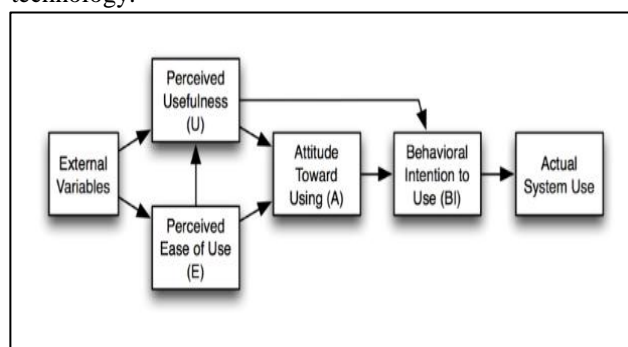 technology.
Perceived
Usefulness
(U)
External
Variables
Attitude
Toward
Using (A)
Behavioral
Intention to
Use (BI)
Actual
System Use
Perceived
Ease of Use
(E)